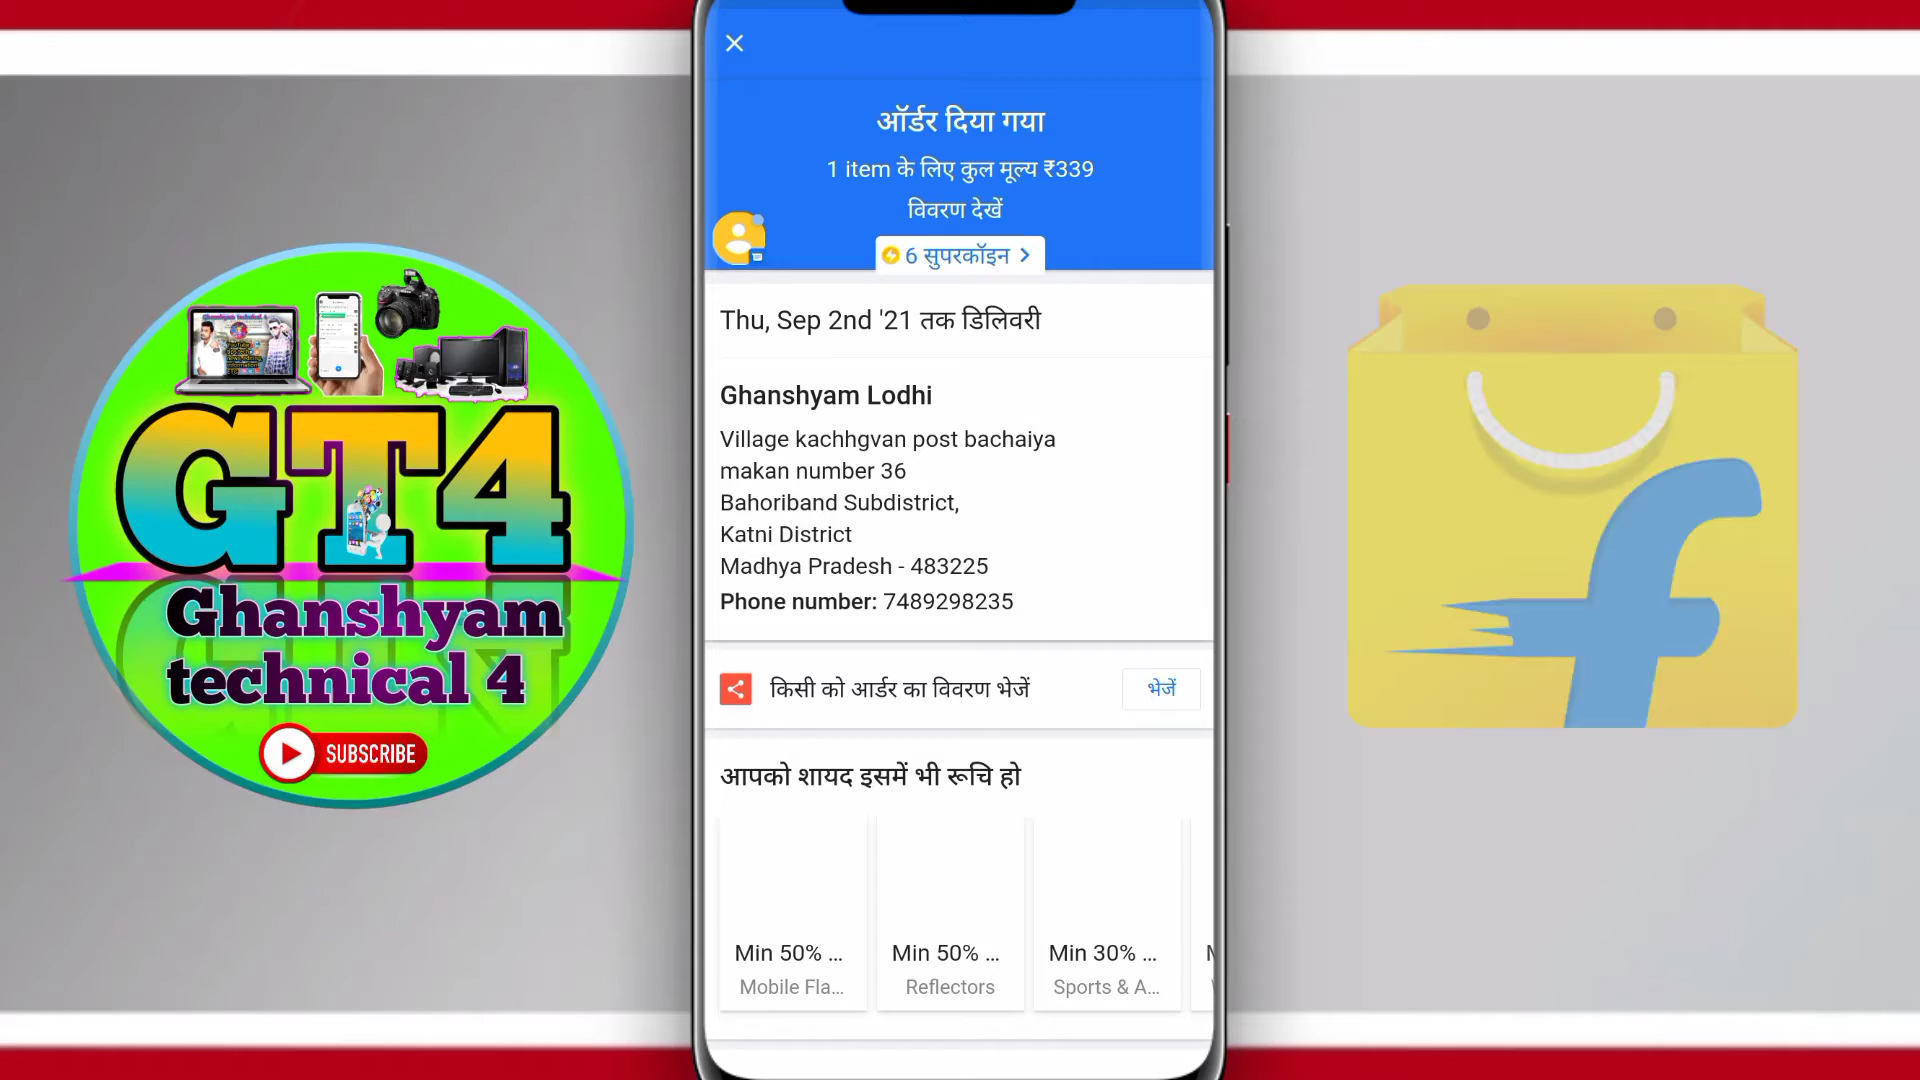 GT4
Ghanshyam
technical 4
SUBSCRIBE
ऑर्डर दिया गया
1 item के लिए कुल मूल्य ₹339
विवरण देखें
6 सुपरकॉइन
Thu, Sep 2nd '21 तक डिलिवरी
Ghanshyam Lodhi
Village kachhgvan post bachaiya
makan number 36
Bahoriband Subdistrict,
Katni District
Madhya Pradesh - 483225
Phone number: 7489298235
किसी को आर्डर का विवरण भेजें
भेजें
आपको शायद इसमें भी रूचि हो
Min 50% ...
Min 50% ...
Min 30% ...
Mobile Fla...
Reflectors
Sports & A...